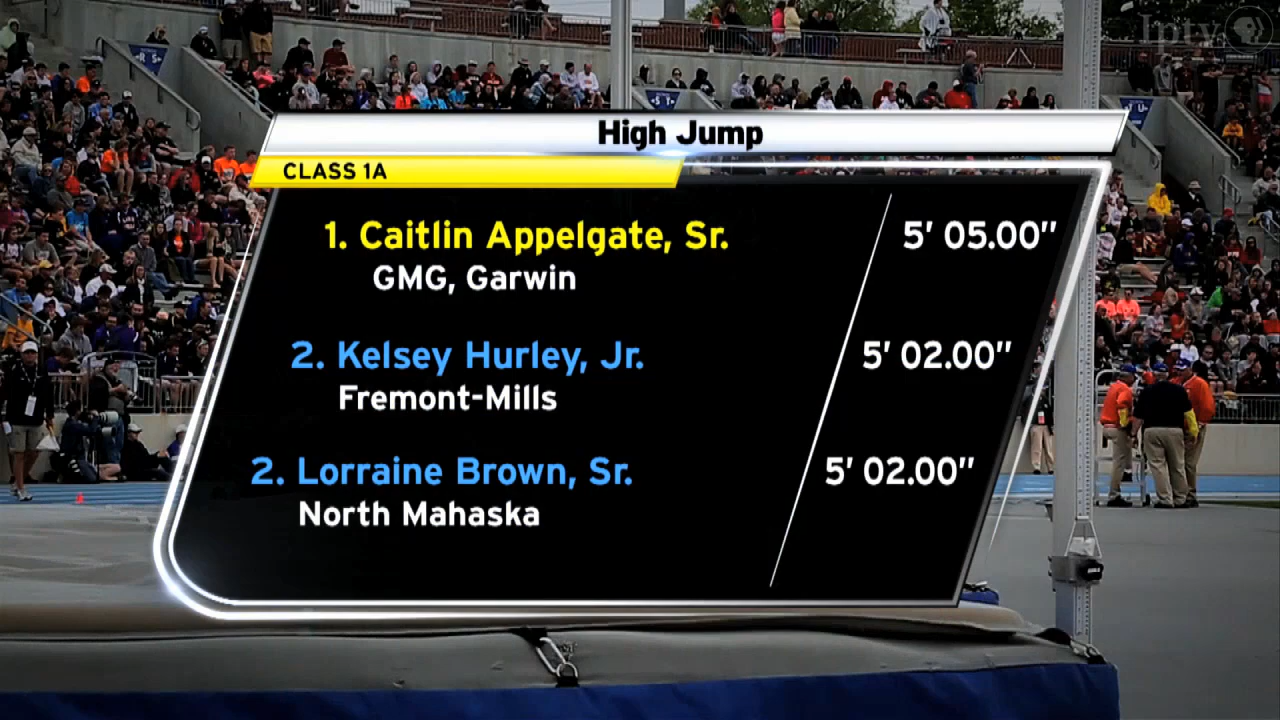 Iptv
High Jump
CLASS 1A
1. Caitlin Appelgate, Sr. 5' 05.00"
GMG, Garwin
2. Kelsey Hurley, Jr. 5' 02.00"
Fremont-Mills
2. Lorraine Brown, Sr. 5' 02.00"
North Mahaska